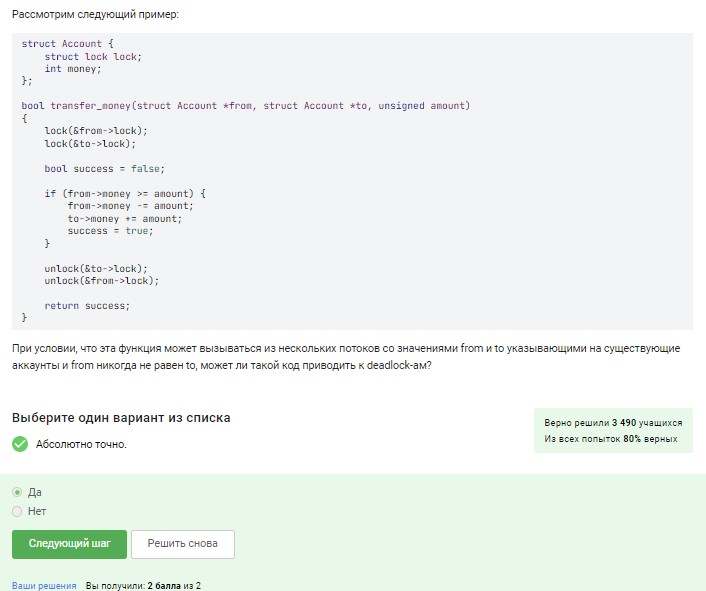 Рассмотрим следующий пример:
struct Account {
    struct lock lock;
    int money;
};
bool transfer_money(struct Account *from, struct Account *to, unsigned amount)
{
    lock(&from->lock);
    lock(&to->lock);
    bool success = false;
    if (from->money >= amount) {
        from->money -= amount;
        to->money += amount;
        success = true;
    }
    unlock(&to->lock);
    unlock(&from->lock);
    return success;
}
При условии, что эта функция может вызываться из нескольких потоков со значениями from и to указывающими на существующие
аккаунты и from никогда не равен to, может ли такой код приводить к deadlock-ам?
Выберите один вариант из списка
Абсолютно точно.
Верно решили 3 490 учащихся
Из всех попыток 80% верных
Да
Нет
Следующий шаг Решить снова
Ваши решения Вы получили: 2 балла из 2